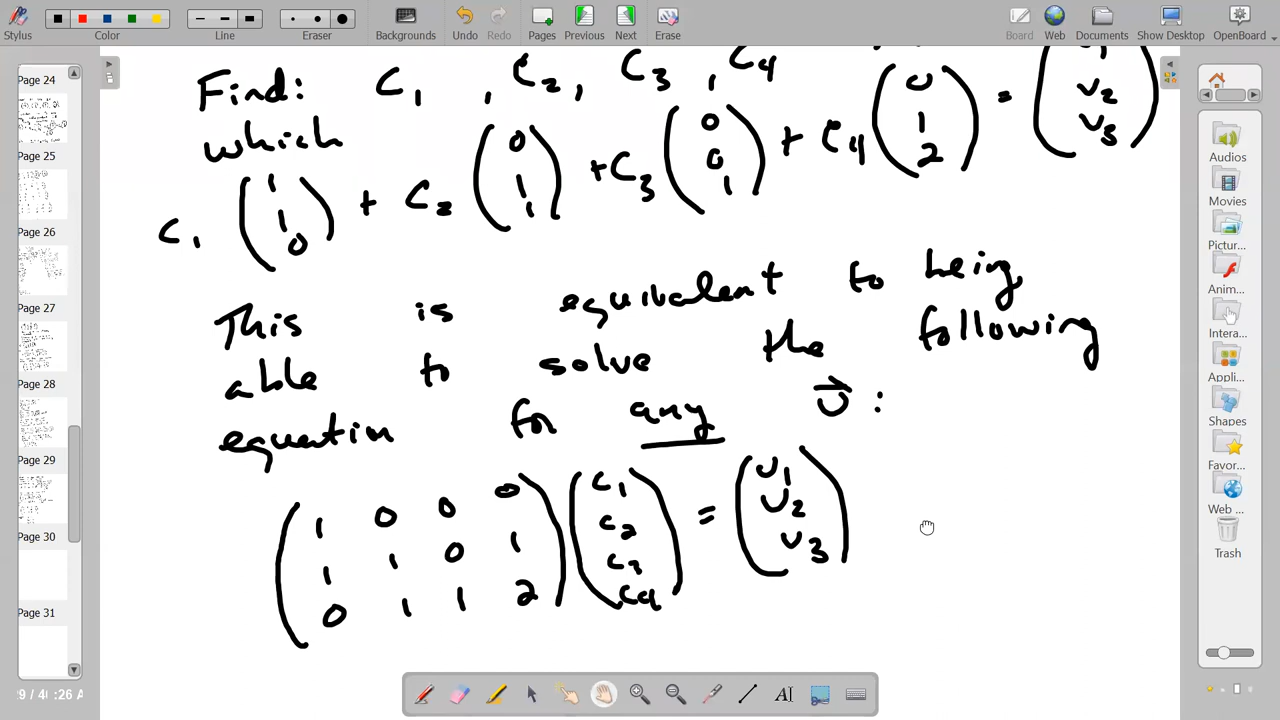 Stylus
Line
Eraser
Backgrounds
Undo
Redo
Pages
Previous
Next
Erase
Board
Web
Documents
Show Desktop
OpenBoard
Page 24
Page 25
Page 26
Page 27
Page 28
Page 29
Page 30
Page 31
Find: c₁ , c₂, c₃ , c₄
which
c₁ (1 1 0) + c₂ (0 1 1) + c₃ (0 0 1) + c₄ (0 1 2) = (v₁ v₂ v₃)
This is equivalent to being
able to solve the following
equation for any v⃗ :
(1 0 0 0 (c₁ (v₁
1 1 0 1 c₂ = v₂
0 1 1 2) c₃ c₄) v₃)
Audios
Movies
Pictur...
Anim...
Intera...
Appli...
Shapes
Favor...
Web ...
Trash
AI